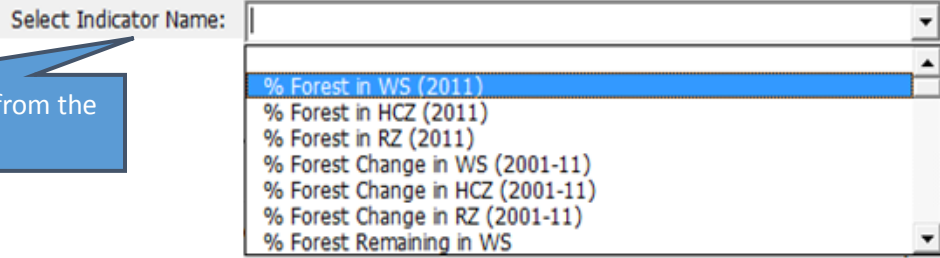 Select Indicator Name:
from the
% Forest in WS (2011)
% Forest in HCZ (2011)
% Forest in RZ (2011)
% Forest Change in WS (2001-11)
% Forest Change in HCZ (2001-11)
% Forest Change in RZ (2001-11)
% Forest Remaining in WS